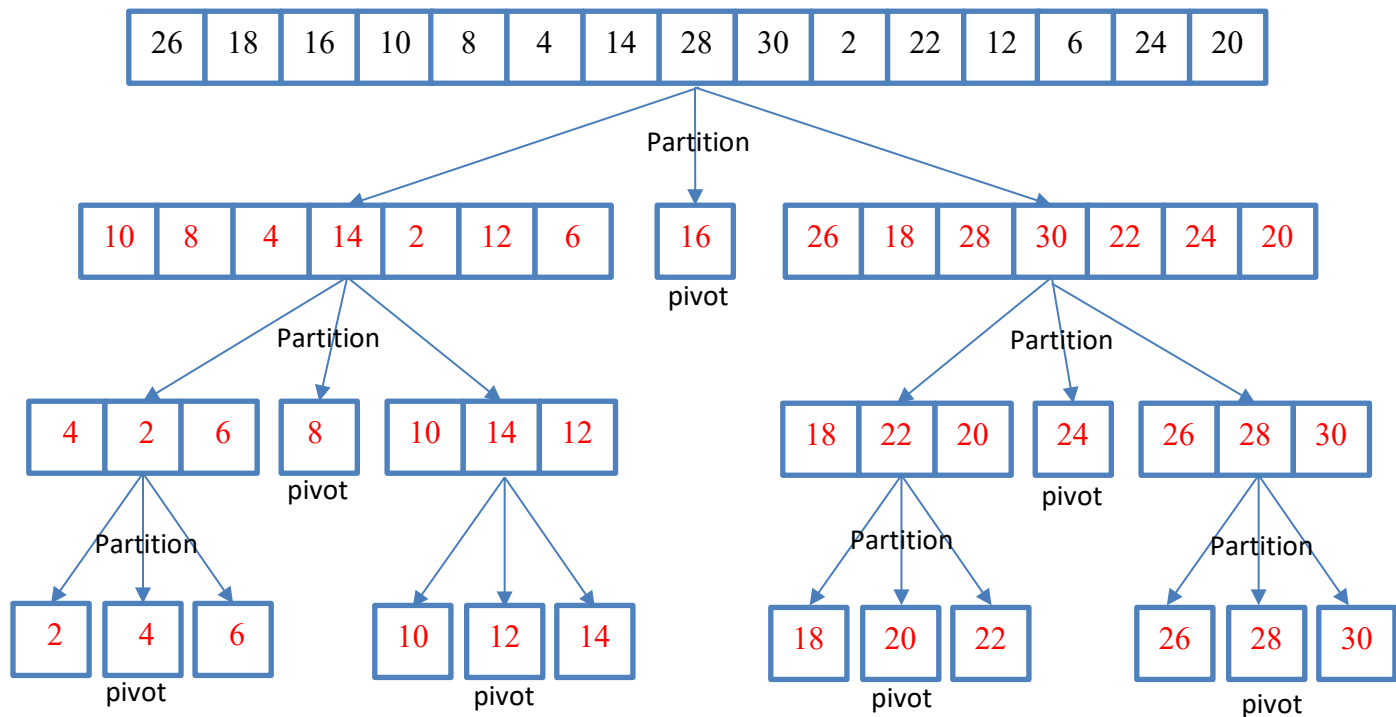 26 18 16 10 8 4 14 28 30 2 22 12 6 24 20
Partition
10 8 4 14 2 12 6 16 26 18 28 30 22 24 20
pivot
Partition Partition
4 2 6 8 10 14 12 18 22 20 24 26 28 30
pivot pivot
Partition Partition Partition
2 4 6 10 12 14 18 20 22 26 28 30
pivot pivot pivot pivot